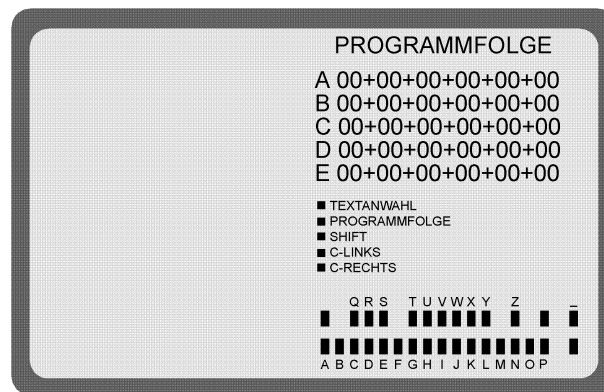 PROGRAMMFOLGE
A 00+00+00+00+00+00
B 00+00+00+00+00+00
C 00+00+00+00+00+00
D 00+00+00+00+00+00
E 00+00+00+00+00+00
TEXTANWAHL
PROGRAMMFOLGE
SHIFT
C-LINKS
C-RECHTS
Q R S T U V W X Y Z _
A B C D E F G H I J K L M N O P